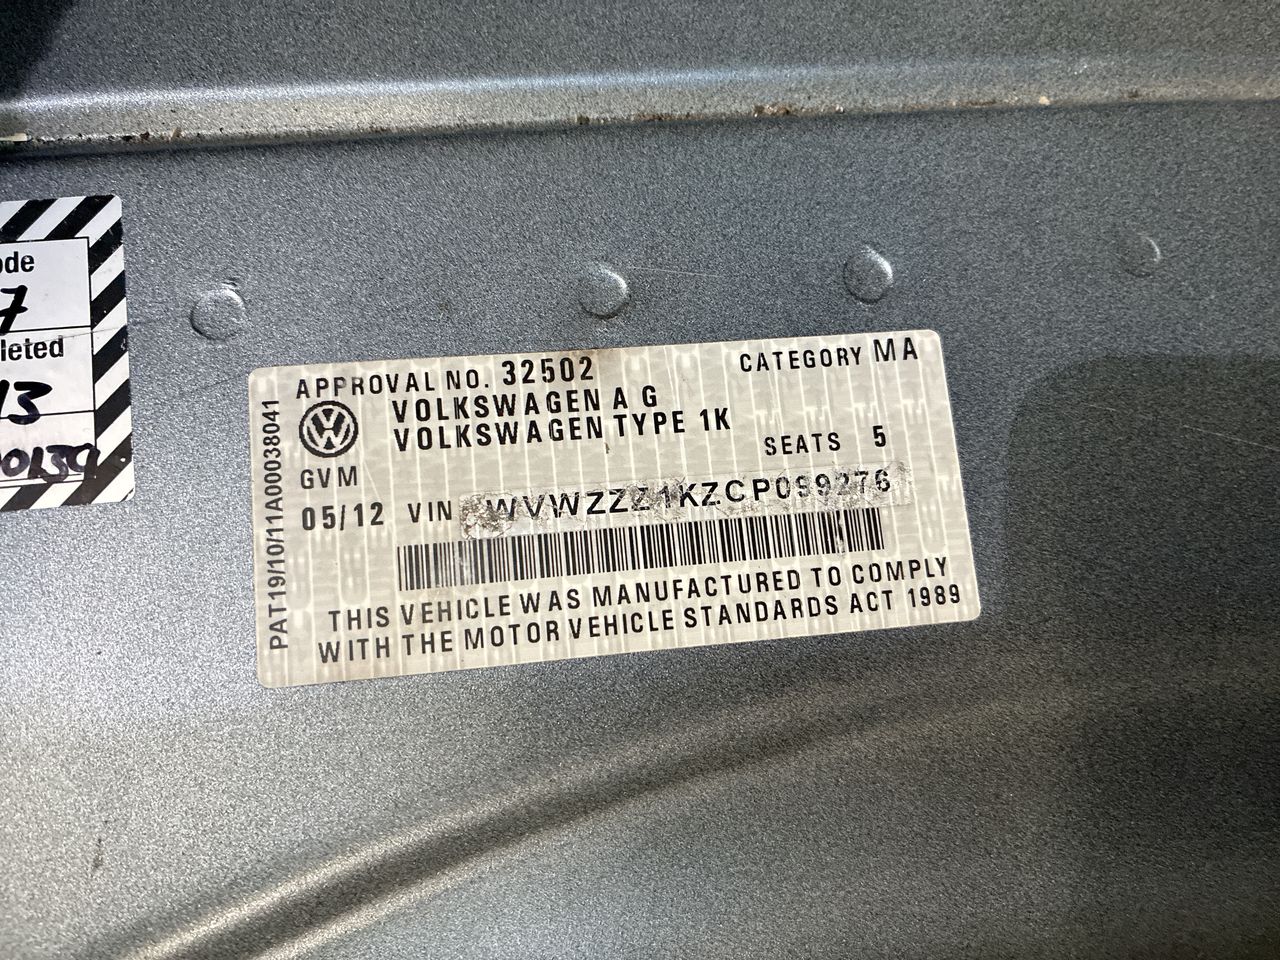 ode
7
leted
13
APPROVAL NO. 32502 CATEGORY MA
VOLKSWAGEN A G
VOLKSWAGEN TYPE 1K
SEATS 5
GVM
05/12 VIN WVWZZZ1KZCP099276
THIS VEHICLE WAS MANUFACTURED TO COMPLY
WITH THE MOTOR VEHICLE STANDARDS ACT 1989
PAT19/10/11A00038041